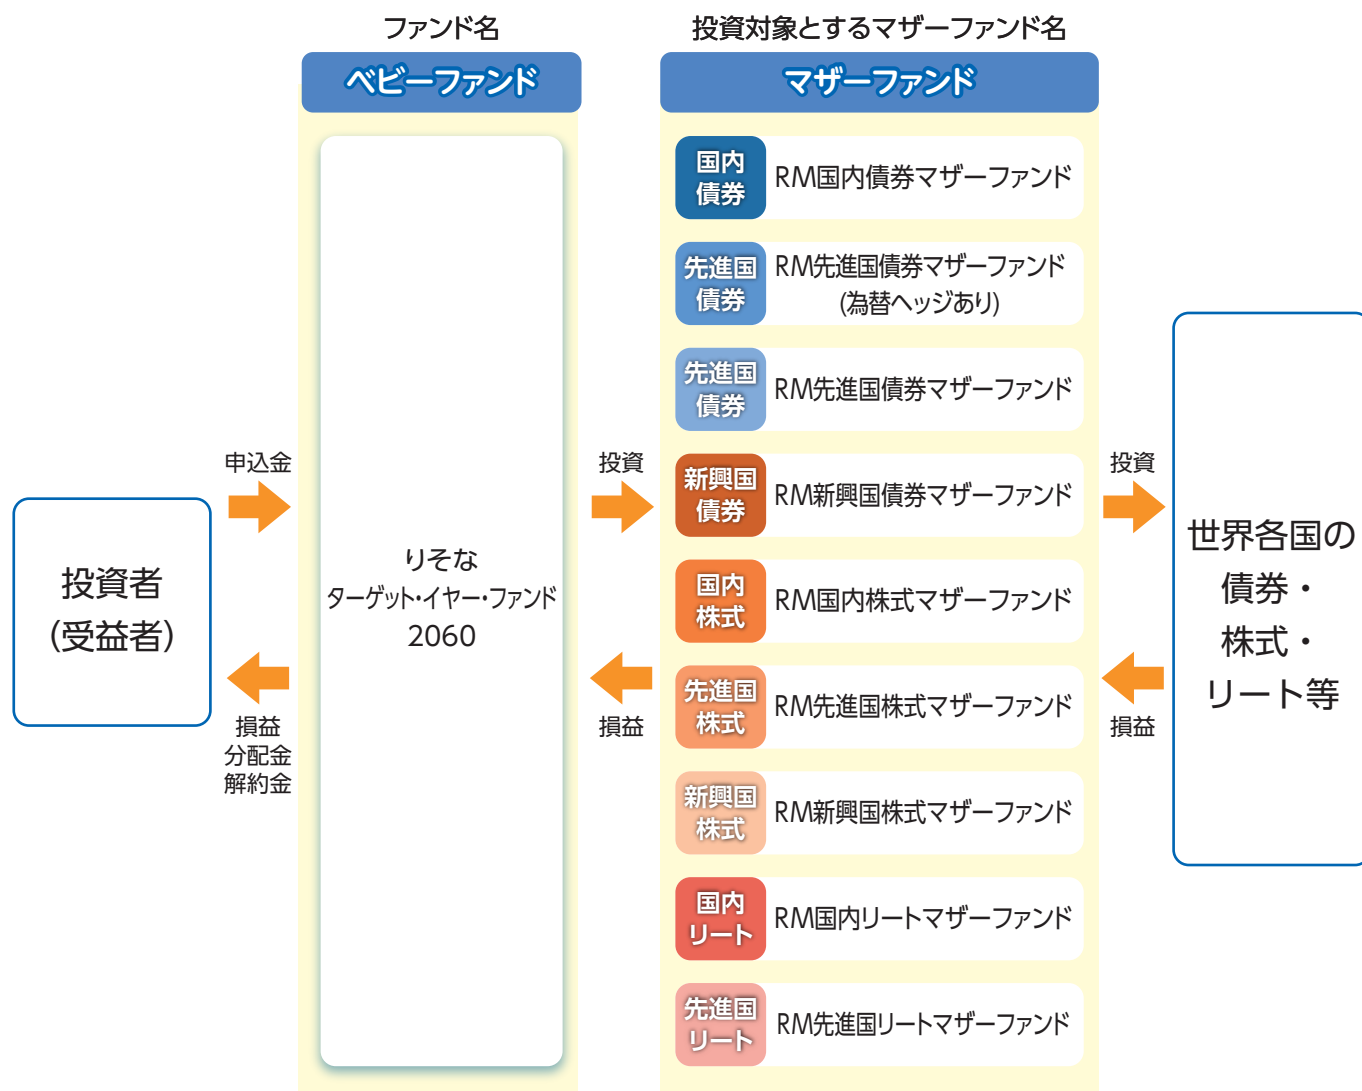 ファンド名
投資対象とするマザーファンド名
ベビーファンド
マザーファンド
投資者
(受益者)
申込金
損益
分配金
解約金
りそな
ターゲット・イヤー・ファンド
2060
投資
損益
国内
債券
RM国内債券マザーファンド
先進国
債券
RM先進国債券マザーファンド
(為替ヘッジあり)
先進国
債券
RM先進国債券マザーファンド
新興国
債券
RM新興国債券マザーファンド
国内
株式
RM国内株式マザーファンド
先進国
株式
RM先進国株式マザーファンド
新興国
株式
RM新興国株式マザーファンド
国内
リート
RM国内リートマザーファンド
先進国
リート
RM先進国リートマザーファンド
投資
損益
世界各国の
債券・
株式・
リート等